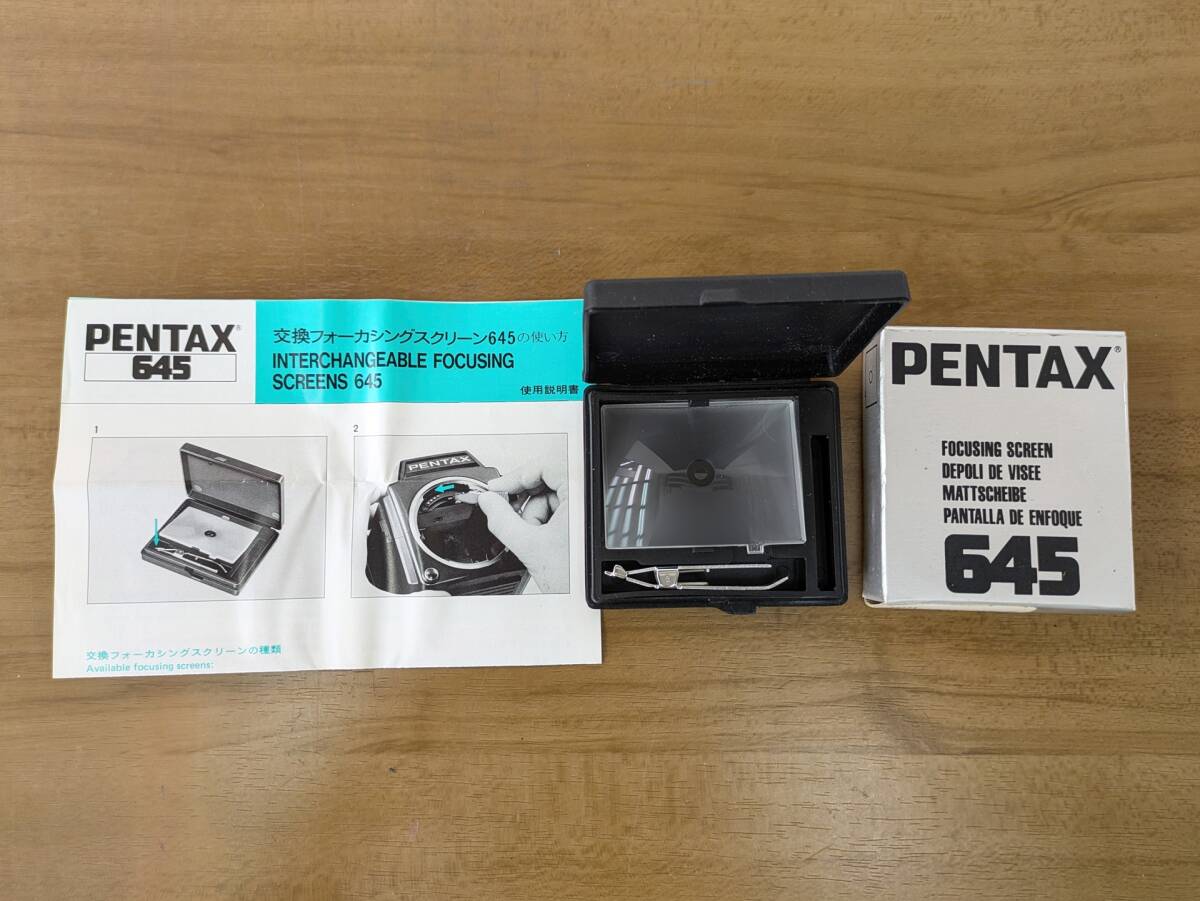 PENTAX®
645
交換フォーカシングスクリーン645の使い方
INTERCHANGEABLE FOCUSING
SCREENS 645
使用説明書
1
2
PENTAX
交換フォーカシングスクリーンの種類
Available focusing screens:
PENTAX®
FOCUSING SCREEN
DEPOLI DE VISEE
MATTSCHEIBE
PANTALLA DE ENFOQUE
645